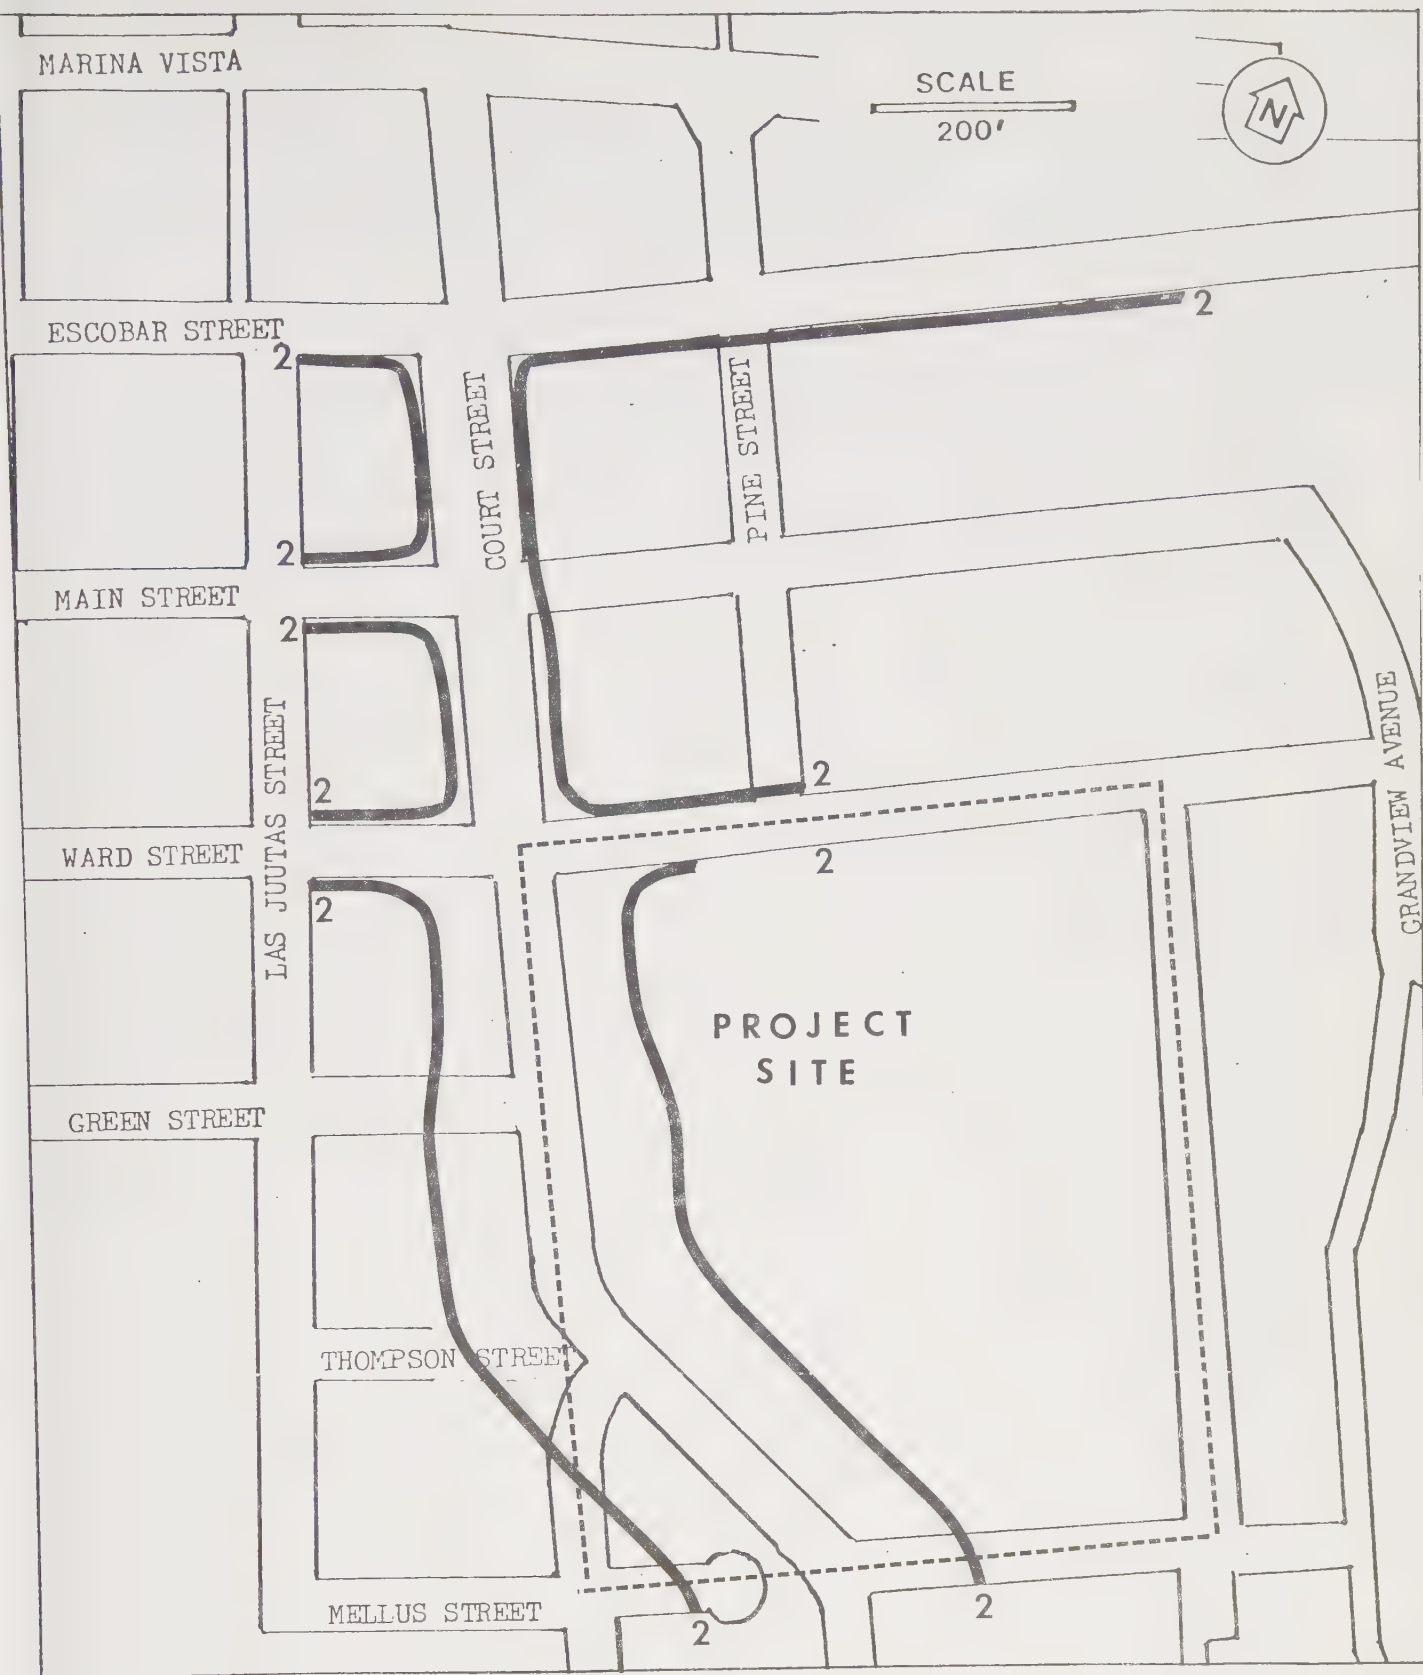 MARINA VISTA
SCALE
200'
N
ESCOBAR STREET
2
2
COURT STREET
PINE STREET
2
MAIN STREET
2
LAS JUUTAS STREET
2
2
GRANDVIEW AVENUE
WARD STREET
2
2
PROJECT
SITE
GREEN STREET
THOMPSON STREET
MELLUS STREET
2
2